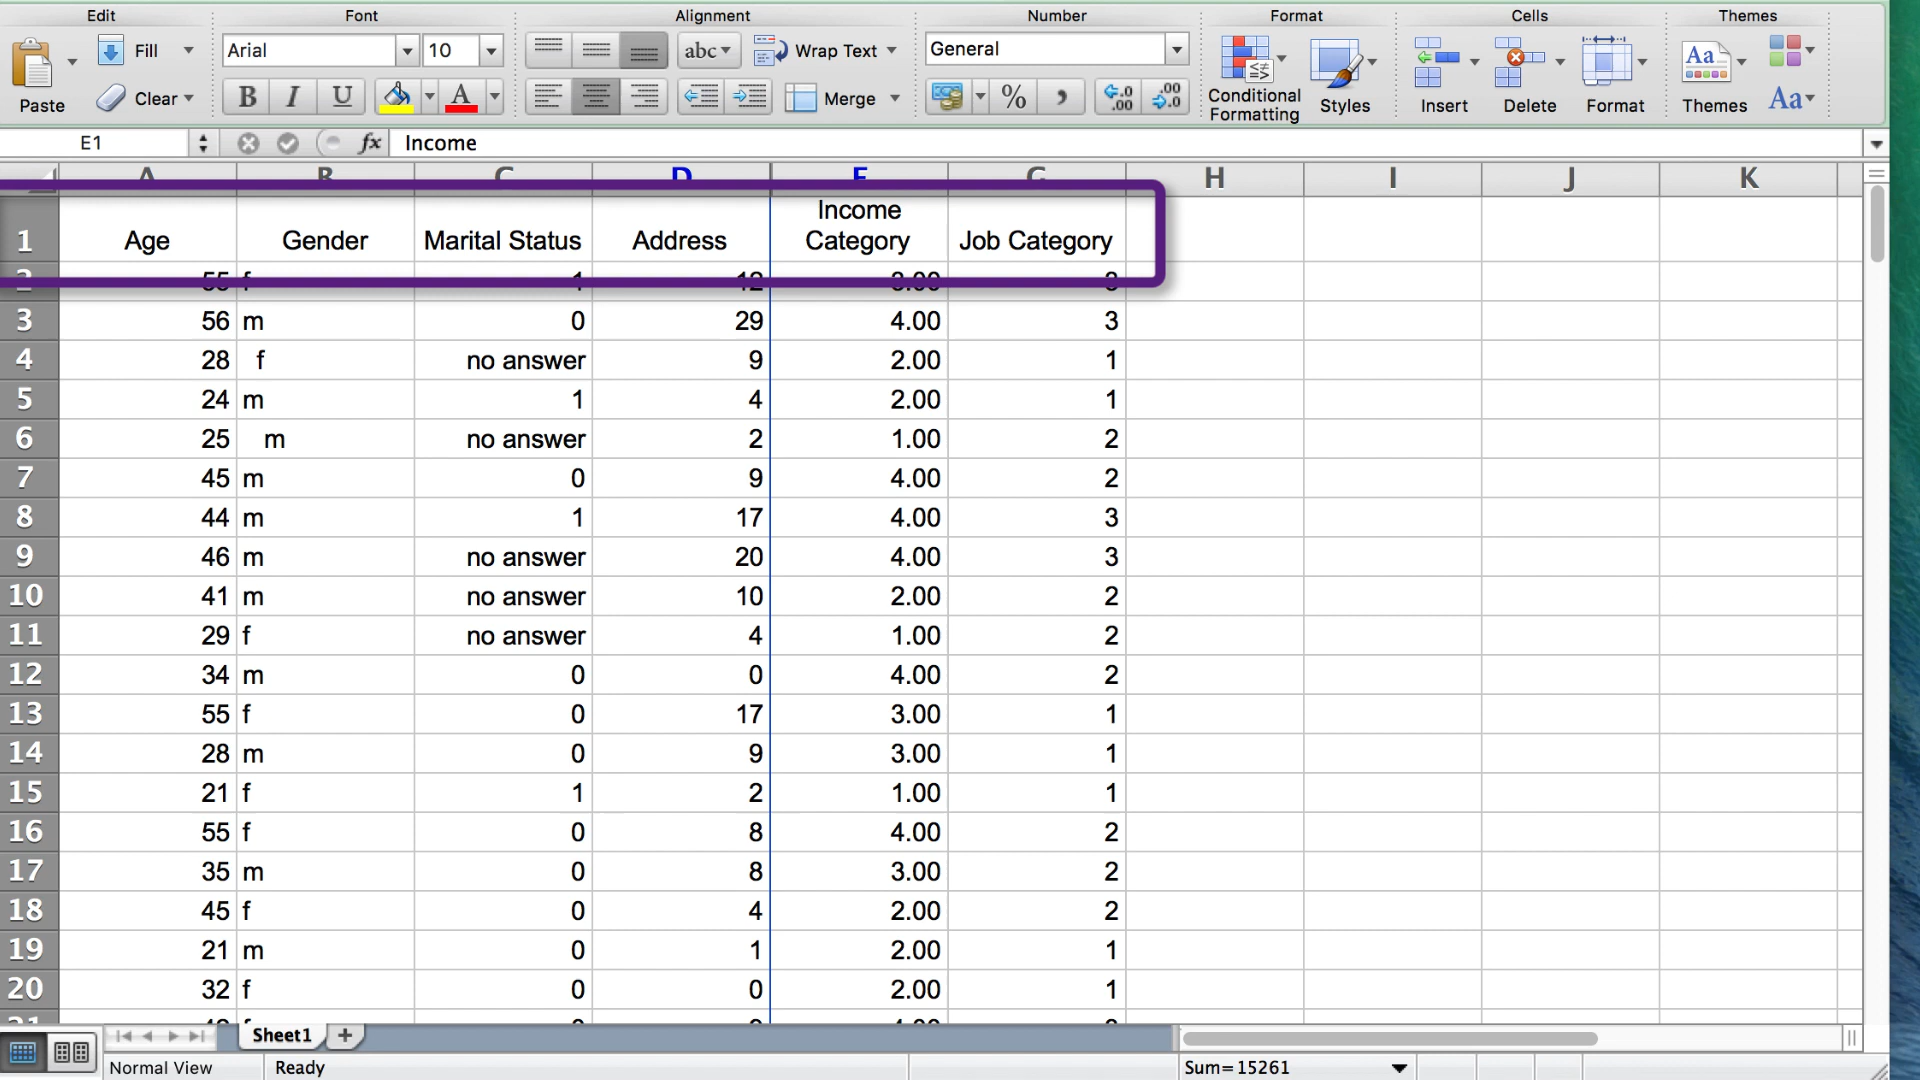 Edit Font Alignment Number Format Cells Themes
Fill Arial 10 abc Wrap Text General
Paste Clear B I U A Merge % Conditional Formatting Styles Insert Delete Format Themes Aa
E1 fx Income
A B C D E G H I J K
1 Age Gender Marital Status Address Income Category Job Category
2 55 f 1 12 3.00 3
3 56 m 0 29 4.00 3
4 28 f no answer 9 2.00 1
5 24 m 1 4 2.00 1
6 25 m no answer 2 1.00 2
7 45 m 0 9 4.00 2
8 44 m 1 17 4.00 3
9 46 m no answer 20 4.00 3
10 41 m no answer 10 2.00 2
11 29 f no answer 4 1.00 2
12 34 m 0 0 4.00 2
13 55 f 0 17 3.00 1
14 28 m 0 9 3.00 1
15 21 f 1 2 1.00 1
16 55 f 0 8 4.00 2
17 35 m 0 8 3.00 2
18 45 f 0 4 2.00 2
19 21 m 0 1 2.00 1
20 32 f 0 0 2.00 1
Sheet1 +
Normal View Ready Sum=15261